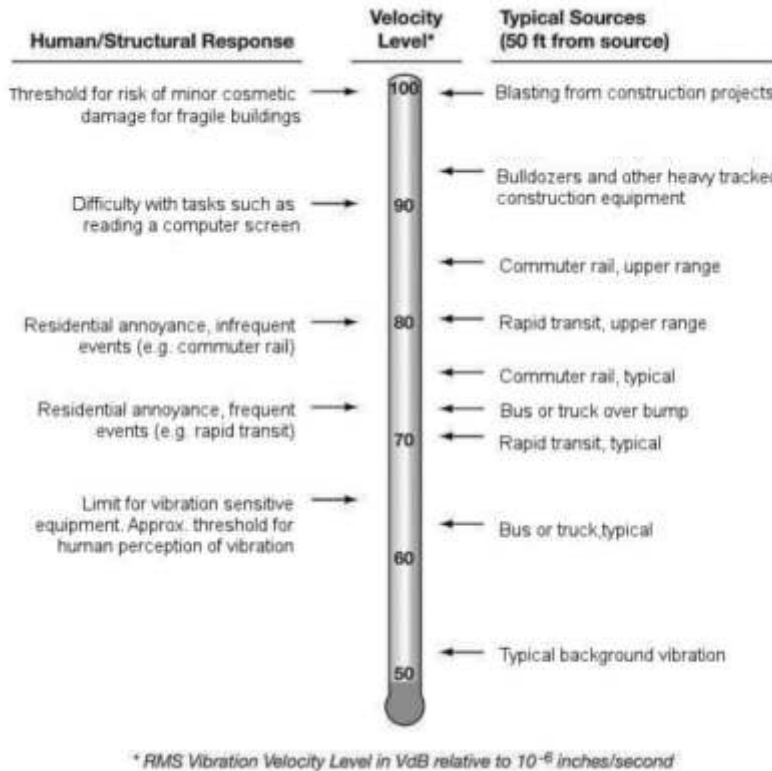 Human/Structural Response
Velocity
Level*
Typical Sources
(50 ft from source)
Threshold for risk of minor cosmetic
damage for fragile buildings
100
Blasting from construction projects
Bulldozers and other heavy tracked
construction equipment
Difficulty with tasks such as
reading a computer screen
90
Commuter rail, upper range
Residential annoyance, infrequent
events (e.g. commuter rail)
80
Rapid transit, upper range
Commuter rail, typical
Residential annoyance, frequent
events (e.g. rapid transit)
Bus or truck over bump
70
Rapid transit, typical
Limit for vibration sensitive
equipment. Approx. threshold for
human perception of vibration
Bus or truck,typical
60
Typical background vibration
50
* RMS Vibration Velocity Level in VdB relative to 10⁻⁶ inches/second